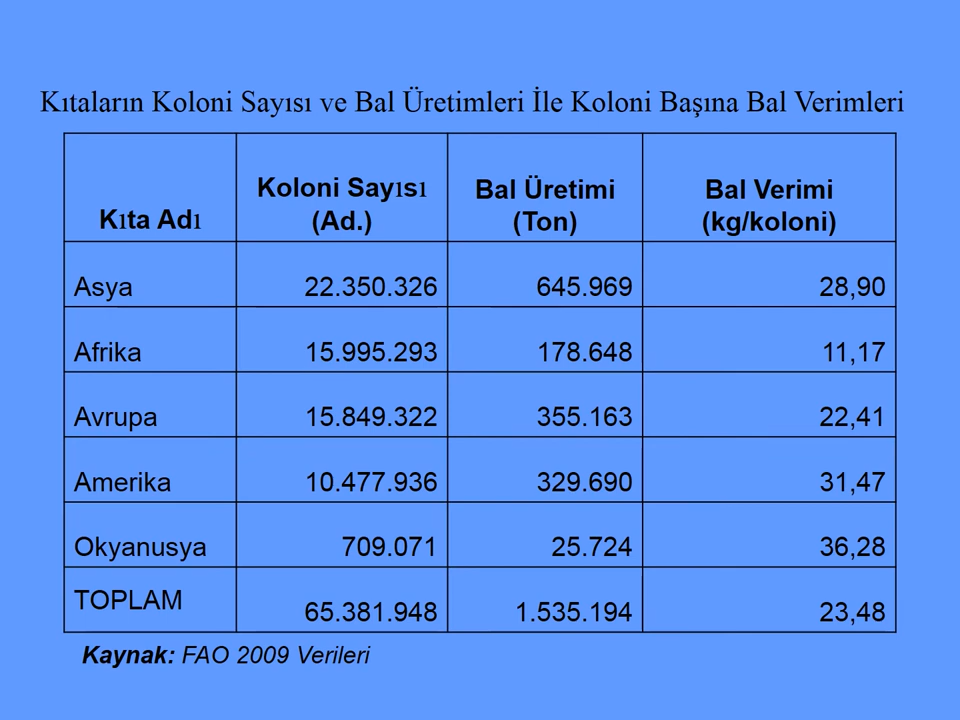 Kıtaların Koloni Sayısı ve Bal Üretimleri İle Koloni Başına Bal Verimleri
Kıta Adı | Koloni Sayısı (Ad.) | Bal Üretimi (Ton) | Bal Verimi (kg/koloni)
Asya 22.350.326 645.969 28,90
Afrika 15.995.293 178.648 11,17
Avrupa 15.849.322 355.163 22,41
Amerika 10.477.936 329.690 31,47
Okyanusya 709.071 25.724 36,28
TOPLAM 65.381.948 1.535.194 23,48
Kaynak: FAO 2009 Verileri